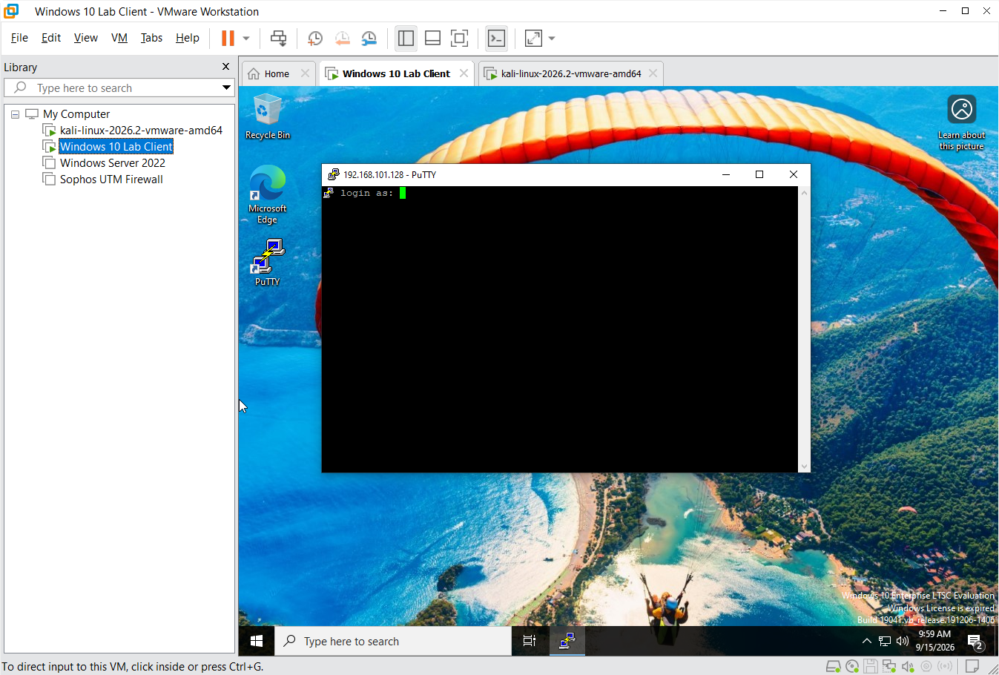 Windows 10 Lab Client - VMware Workstation
File Edit View VM Tabs Help
Library
Type here to search
My Computer
kali-linux-2026.2-vmware-amd64
Windows 10 Lab Client
Windows Server 2022
Sophos UTM Firewall
Home
Windows 10 Lab Client
kali-linux-2026.2-vmware-amd64
Recycle Bin
Learn about
this picture
Microsoft
Edge
PuTTY
192.168.101.128 - PuTTY
login as:
Windows 10 Enterprise LTSC Evaluation
Windows License is expired
Build 19041.vb_release.191206-1406
Type here to search
9:59 AM
9/15/2026
2
To direct input to this VM, click inside or press Ctrl+G.